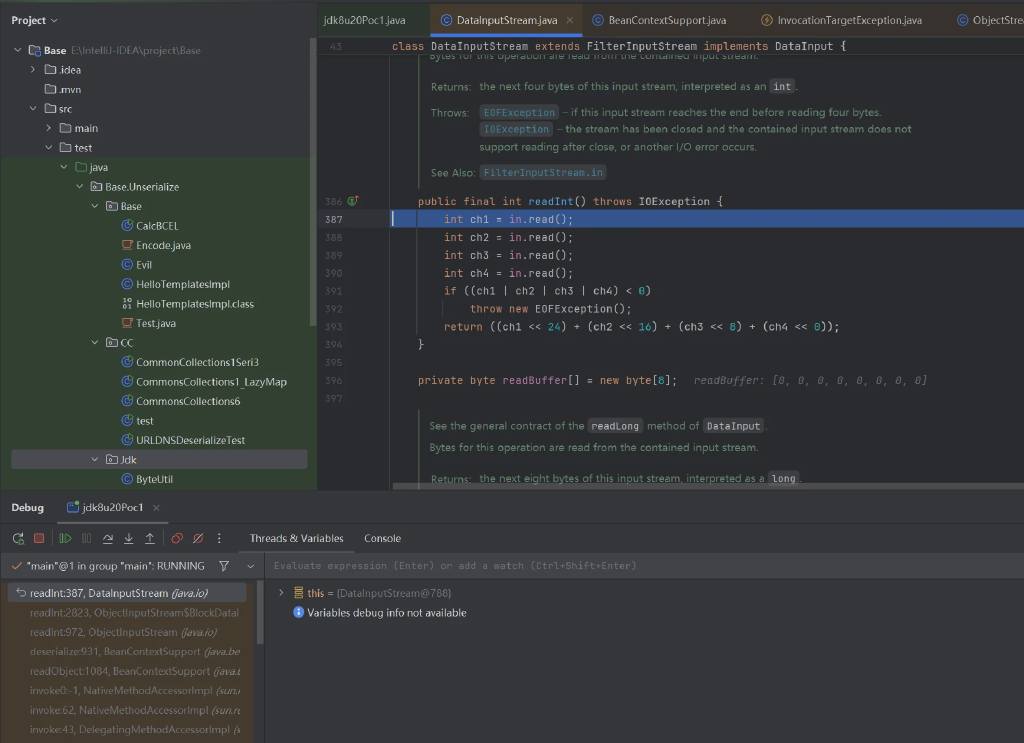 Project
jdk8u20Poc1.java
DataInputStream.java
BeanContextSupport.java
InvocationTargetException.java
ObjectStrea
Base E:\IntelliJ-IDEA\project\Base
.idea
.mvn
src
main
test
java
Base.Unserialize
Base
CalcBCEL
Encode.java
Evil
HelloTemplatesImpl
HelloTemplatesImpl.class
Test.java
CC
CommonCollections1Seri3
CommonsCollections1_LazyMap
CommonsCollections6
test
URLDNSDeserializeTest
Jdk
ByteUtil
43 class DataInputStream extends FilterInputStream implements DataInput {
Bytes for this operation are read from the contained input stream.
Returns: the next four bytes of this input stream, interpreted as an int.
Throws: EOFException – if this input stream reaches the end before reading four bytes.
IOException – the stream has been closed and the contained input stream does not
support reading after close, or another I/O error occurs.
See Also: FilterInputStream.in
386 public final int readInt() throws IOException {
387 int ch1 = in.read();
388 int ch2 = in.read();
389 int ch3 = in.read();
390 int ch4 = in.read();
391 if ((ch1 | ch2 | ch3 | ch4) < 0)
392 throw new EOFException();
393 return ((ch1 << 24) + (ch2 << 16) + (ch3 << 8) + (ch4 << 0));
394 }
395
396 private byte readBuffer[] = new byte[8]; readBuffer: [0, 0, 0, 0, 0, 0, 0, 0]
397
See the general contract of the readLong method of DataInput.
Bytes for this operation are read from the contained input stream.
Returns: the next eight bytes of this input stream, interpreted as a long.
Debug
jdk8u20Poc1
Threads & Variables
Console
"main"@1 in group "main": RUNNING
Evaluate expression (Enter) or add a watch (Ctrl+Shift+Enter)
readInt:387, DataInputStream (java.io)
readInt:2823, ObjectInputStream$BlockDataI
readInt:972, ObjectInputStream (java.io)
deserialize:931, BeanContextSupport (java.be
readObject:1084, BeanContextSupport (java.b
invoke0:-1, NativeMethodAccessorImpl (sun.r
invoke:62, NativeMethodAccessorImpl (sun.re
invoke:43, DelegatingMethodAccessorImpl (s
this = {DataInputStream@788}
Variables debug info not available